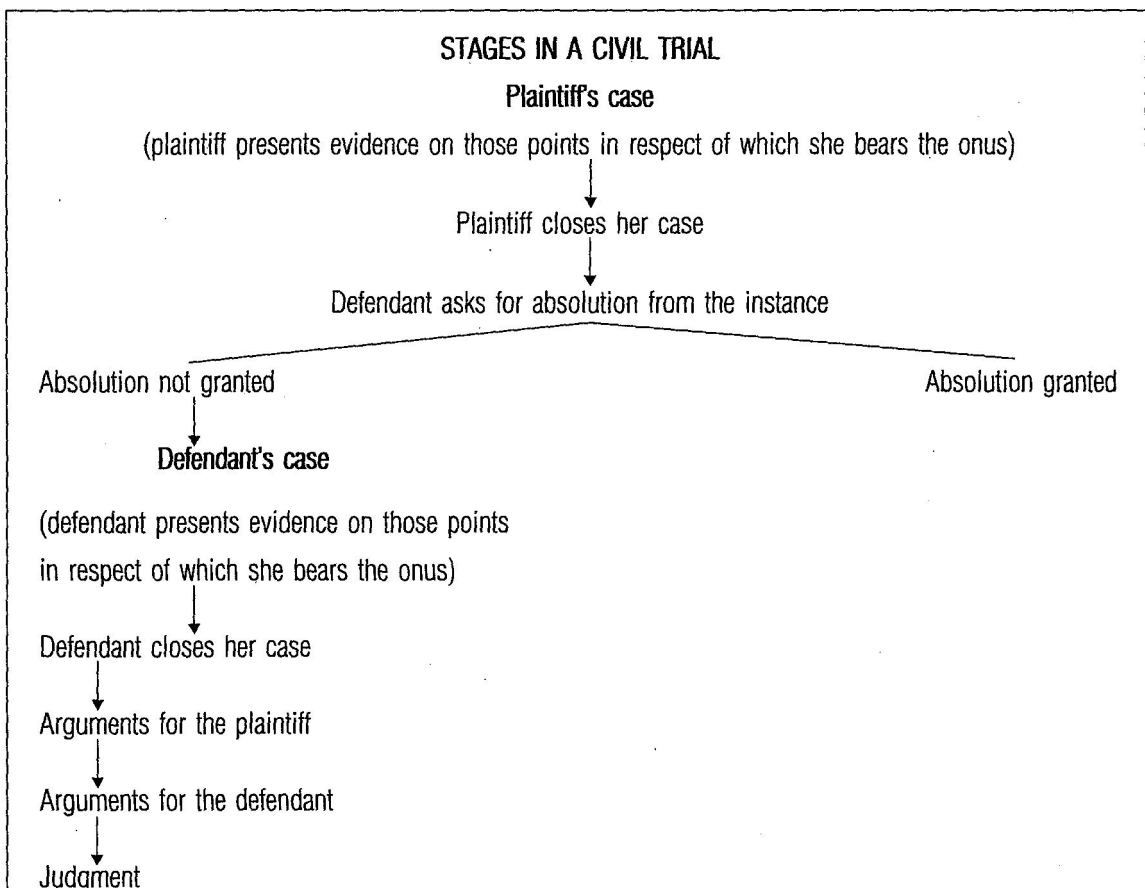 STAGES IN A CIVIL TRIAL
Plaintiff's case
(plaintiff presents evidence on those points in respect of which she bears the onus)
Plaintiff closes her case
Defendant asks for absolution from the instance
Absolution not granted
Absolution granted
Defendant's case
(defendant presents evidence on those points
in respect of which she bears the onus)
Defendant closes her case
Arguments for the plaintiff
Arguments for the defendant
Judgment